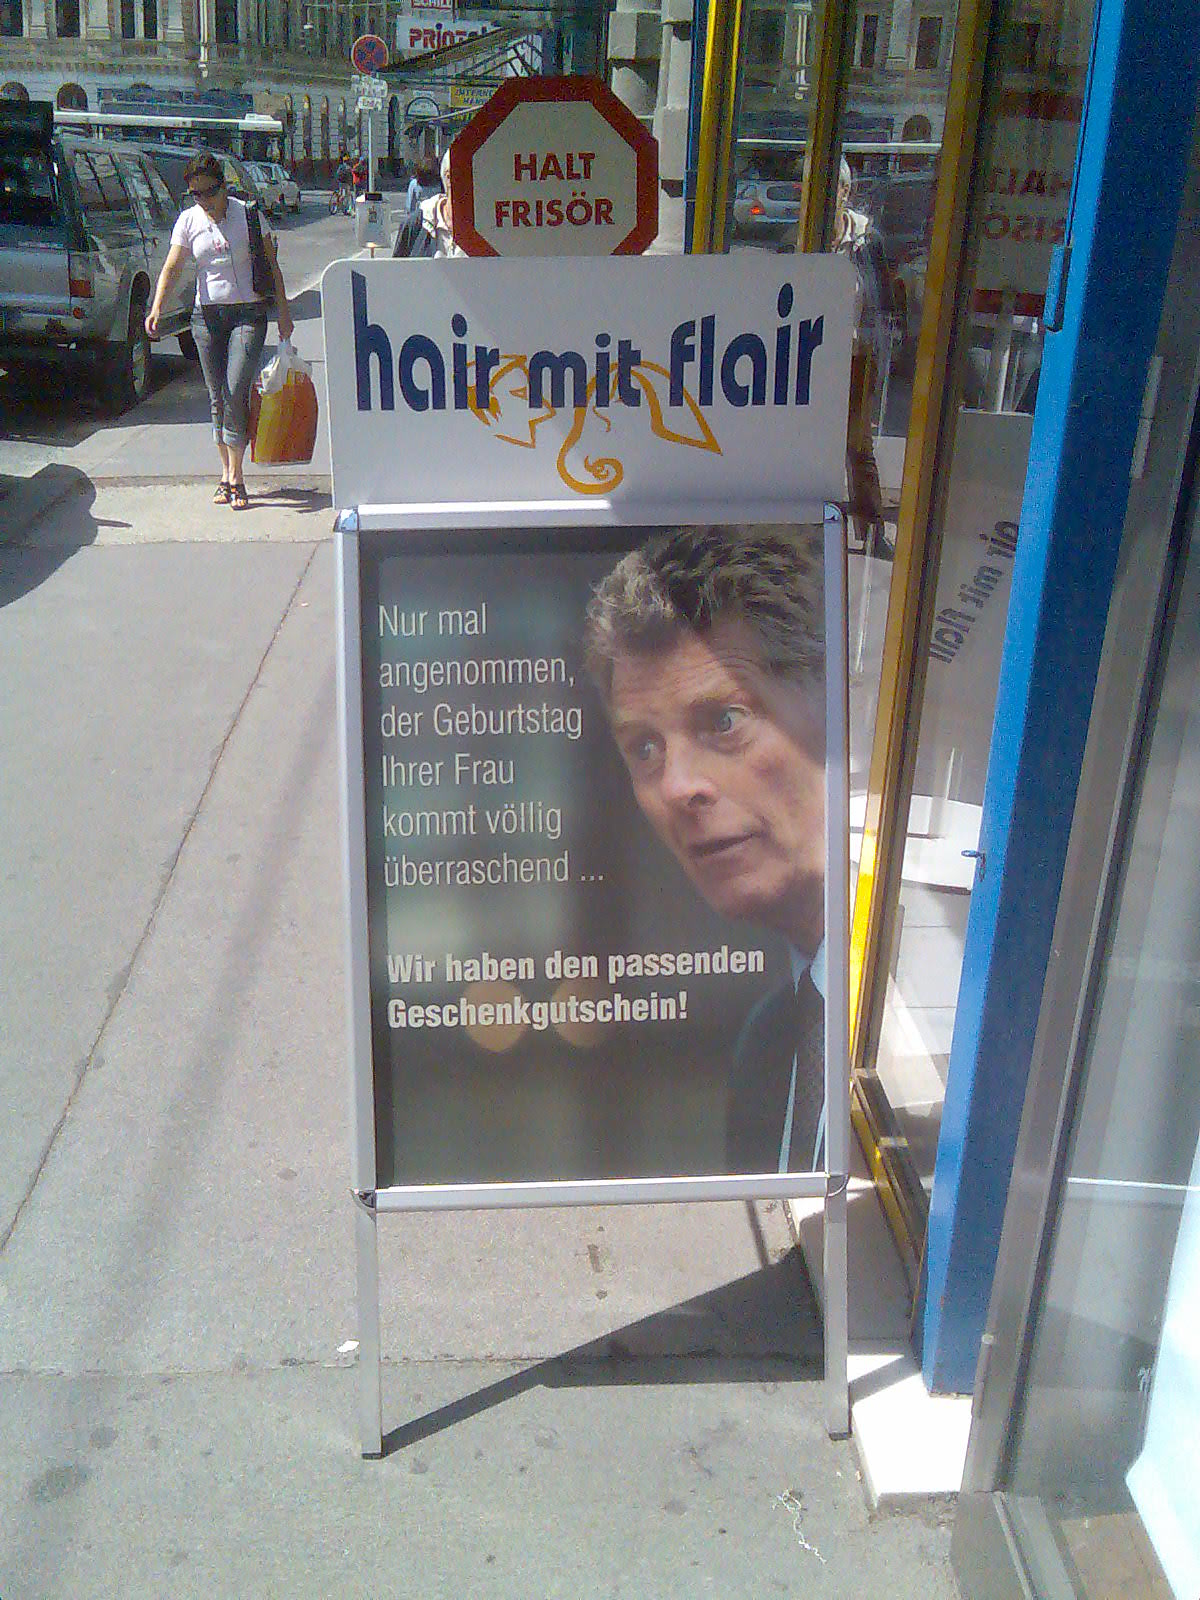 HALT
FRISÖR
hair mit flair
Nur mal
angenommen,
der Geburtstag
Ihrer Frau
kommt völlig
überraschend ...
Wir haben den passenden
Geschenkgutschein!